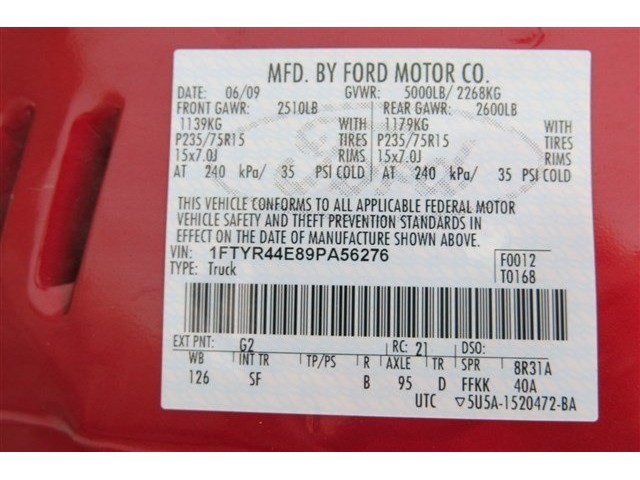 MFD. BY FORD MOTOR CO.
DATE: 06/09 GVWR: 5000LB/ 2268KG
FRONT GAWR: 2510LB REAR GAWR: 2600LB
1139KG WITH 1179KG WITH
P235/75R15 TIRES P235/75R15 TIRES
15x7.0J RIMS 15x7.0J RIMS
AT 240 kPa/ 35 PSI COLD AT 240 kPa/ 35 PSI COLD
THIS VEHICLE CONFORMS TO ALL APPLICABLE FEDERAL MOTOR
VEHICLE SAFETY AND THEFT PREVENTION STANDARDS IN
EFFECT ON THE DATE OF MANUFACTURE SHOWN ABOVE.
VIN: 1FTYR44E89PA56276 F0012
TYPE: Truck T0168
EXT PNT: G2 RC: 21 DSO:
WB INT TR TP/PS R AXLE TR SPR 8R31A
126 SF B 95 D FFKK 40A
UTC ▽5U5A-1520472-BA
Ford